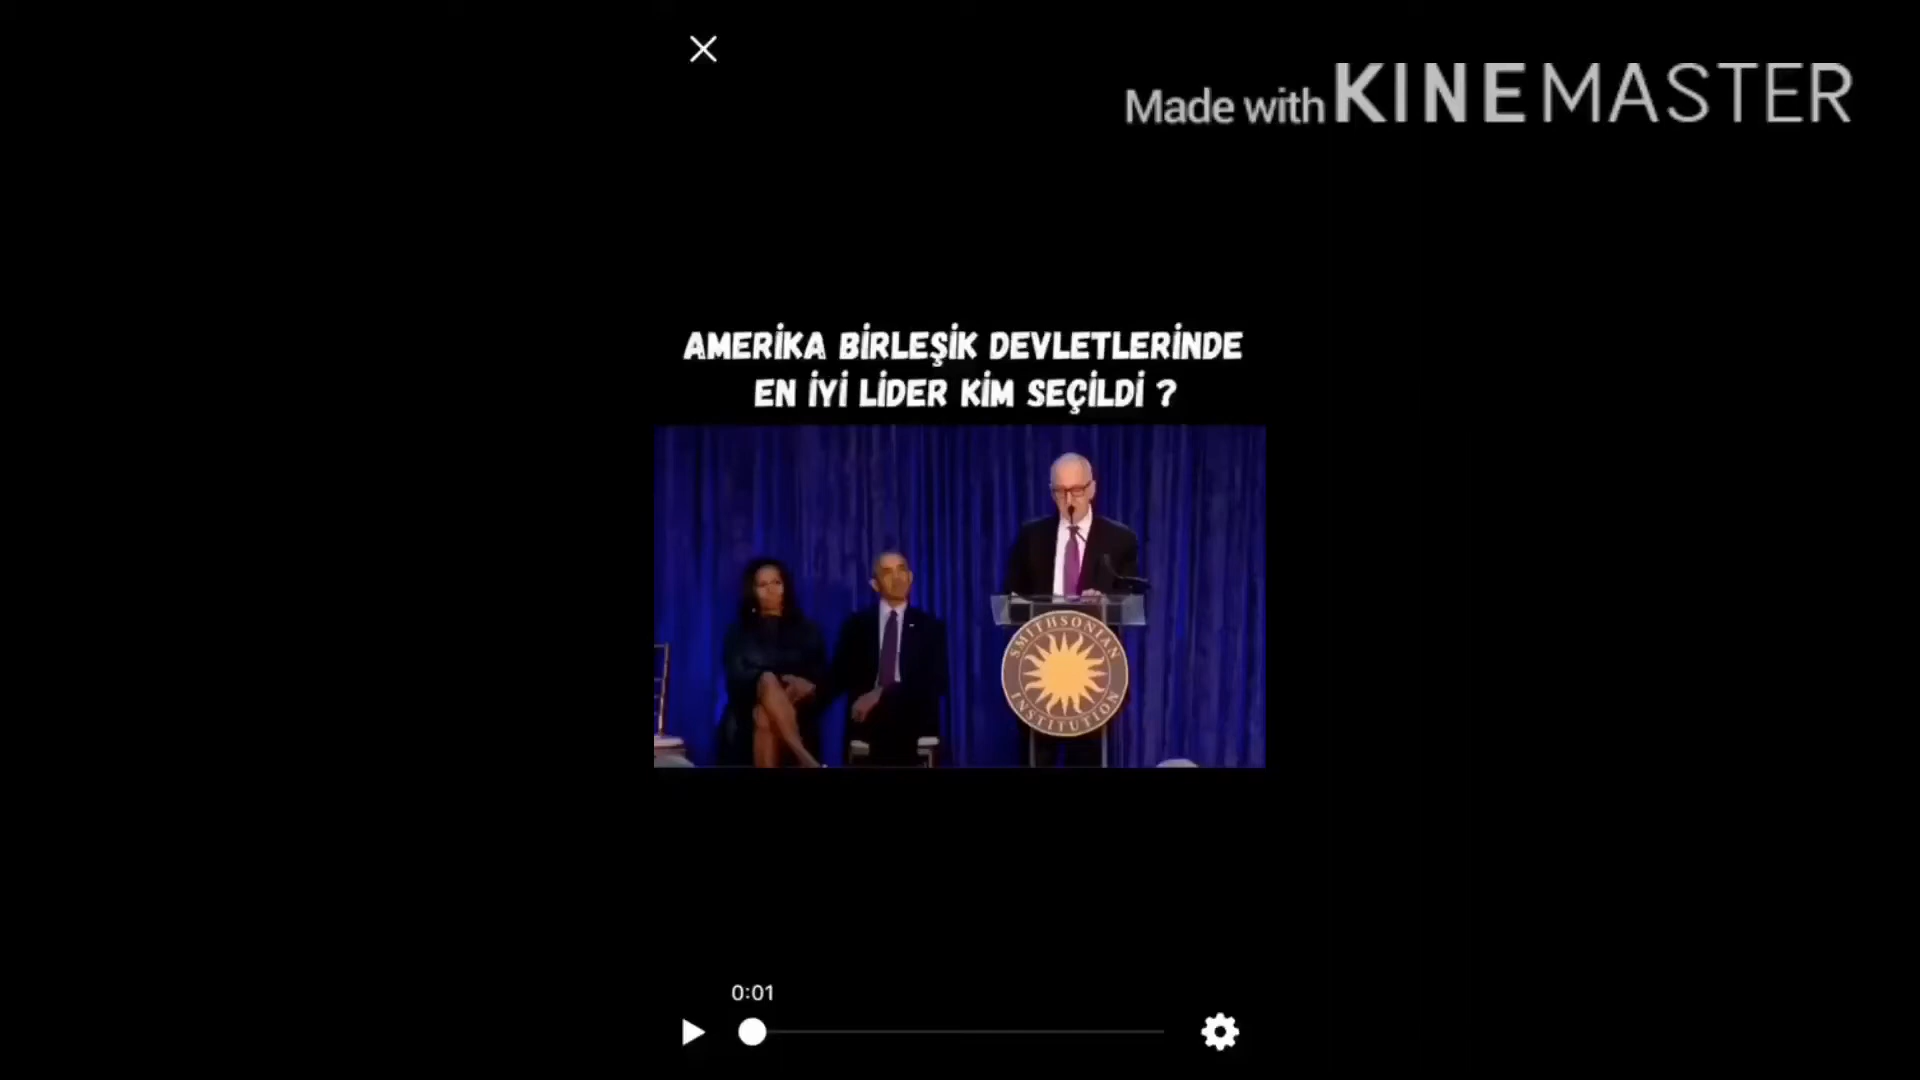 Made with KINEMASTER
AMERİKA BİRLEŞİK DEVLETLERİNDE
EN İYİ LİDER KİM SEÇİLDİ ?
SMITHSONIAN
INSTITUTION
0:01